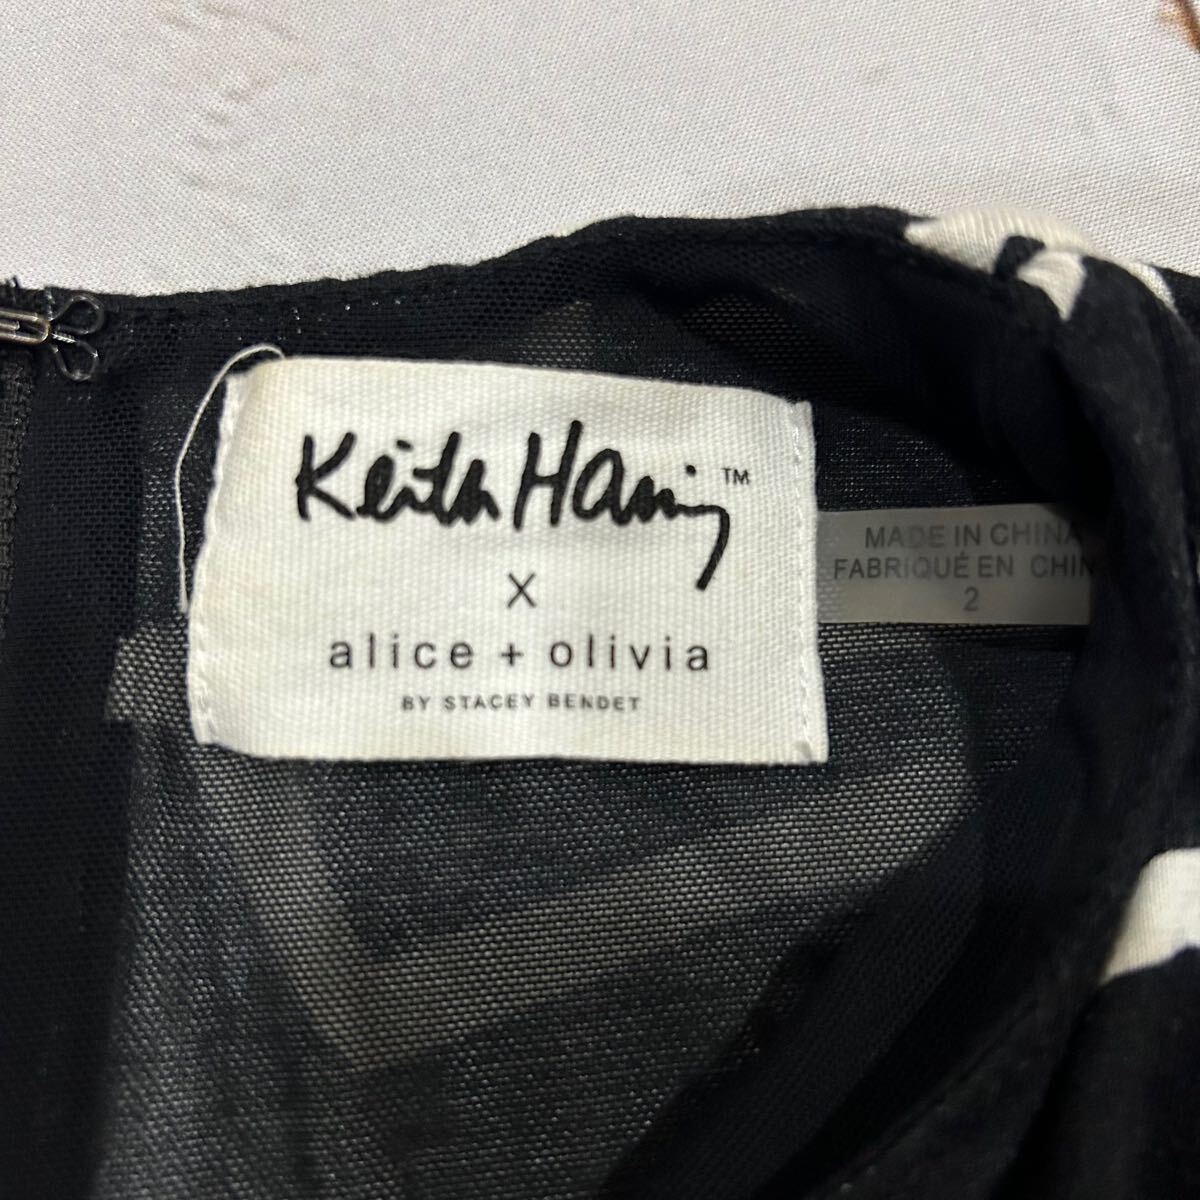 Keith Haring™
x
alice + olivia
BY STACEY BENDET
MADE IN CHINA
FABRIQUÉ EN CHIN
2